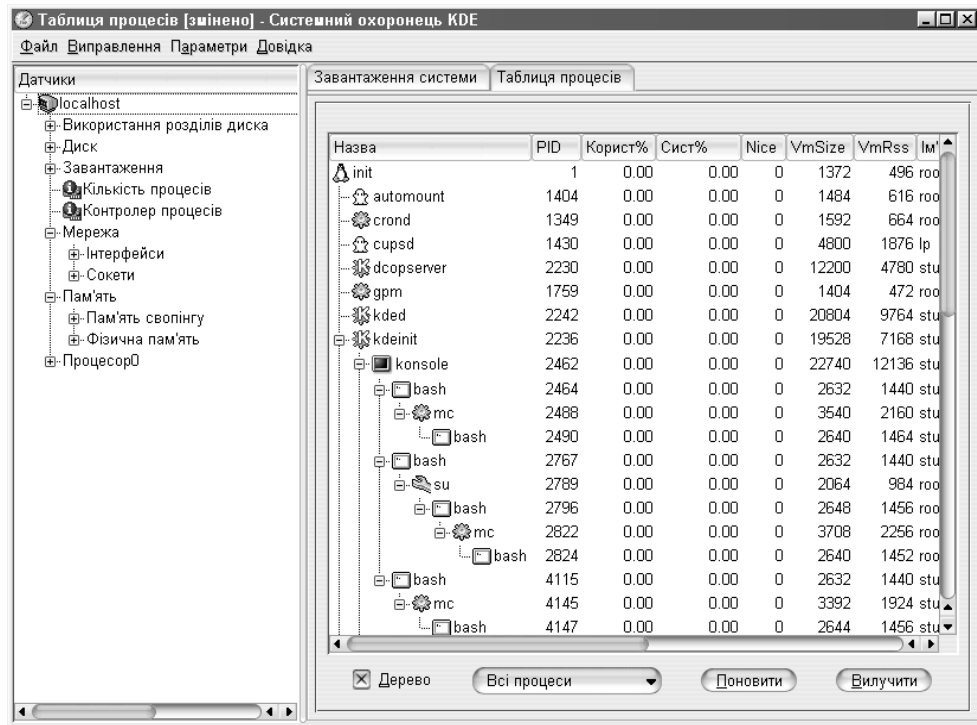 Таблиця процесів [змінено] - Системний охоронець KDE
Файл Виправлення Параметри Довідка
Датчики
localhost
Використання розділів диска
Диск
Завантаження
Кількість процесів
Контролер процесів
Мережа
Інтерфейси
Сокети
Пам'ять
Пам'ять свопінгу
Фізична пам'ять
Процесор0
Завантаження системи Таблиця процесів
Назва PID Корист% Сист% Nice VmSize VmRss Ім'
init 1 0.00 0.00 0 1372 496 roo
automount 1404 0.00 0.00 0 1484 616 roo
crond 1349 0.00 0.00 0 1592 664 roo
cupsd 1430 0.00 0.00 0 4800 1876 lp
dcopserver 2230 0.00 0.00 0 12200 4780 stu
gpm 1759 0.00 0.00 0 1404 472 roo
kded 2242 0.00 0.00 0 20804 9764 stu
kdeinit 2236 0.00 0.00 0 19528 7168 stu
konsole 2462 0.00 0.00 0 22740 12136 stu
bash 2464 0.00 0.00 0 2632 1440 stu
mc 2488 0.00 0.00 0 3540 2160 stu
bash 2490 0.00 0.00 0 2640 1464 stu
bash 2767 0.00 0.00 0 2632 1440 stu
su 2789 0.00 0.00 0 2064 984 roo
bash 2796 0.00 0.00 0 2648 1456 roo
mc 2822 0.00 0.00 0 3708 2256 roo
bash 2824 0.00 0.00 0 2640 1452 roo
bash 4115 0.00 0.00 0 2632 1440 stu
mc 4145 0.00 0.00 0 3392 1924 stu
bash 4147 0.00 0.00 0 2644 1456 stu
Дерево Всі процеси Поновити Вилучити